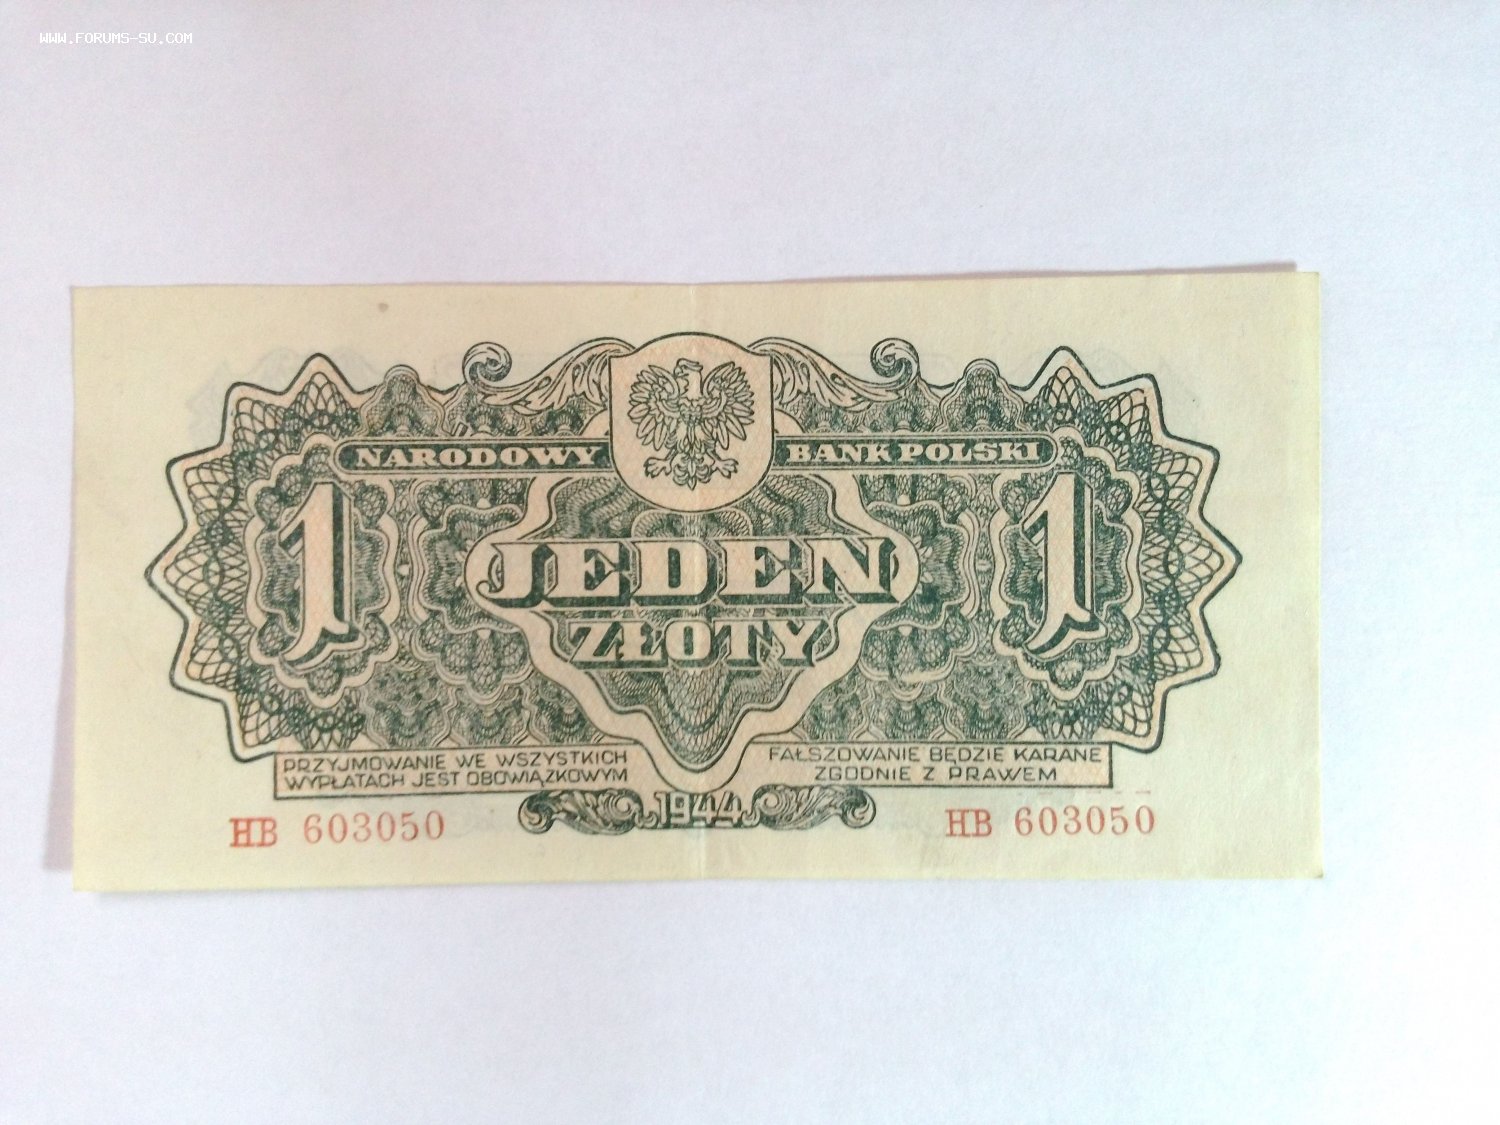 WWW.FORUMS-SU.COM
NARODOWY BANK POLSKI
1 1
JEDEN
ZŁOTY
PRZYJMOWANIE WE WSZYSTKICH
WYPŁATACH JEST OBOWIĄZKOWYM
FAŁSZOWANIE BĘDZIE KARANE
ZGODNIE Z PRAWEM
1944
HB 603050 HB 603050